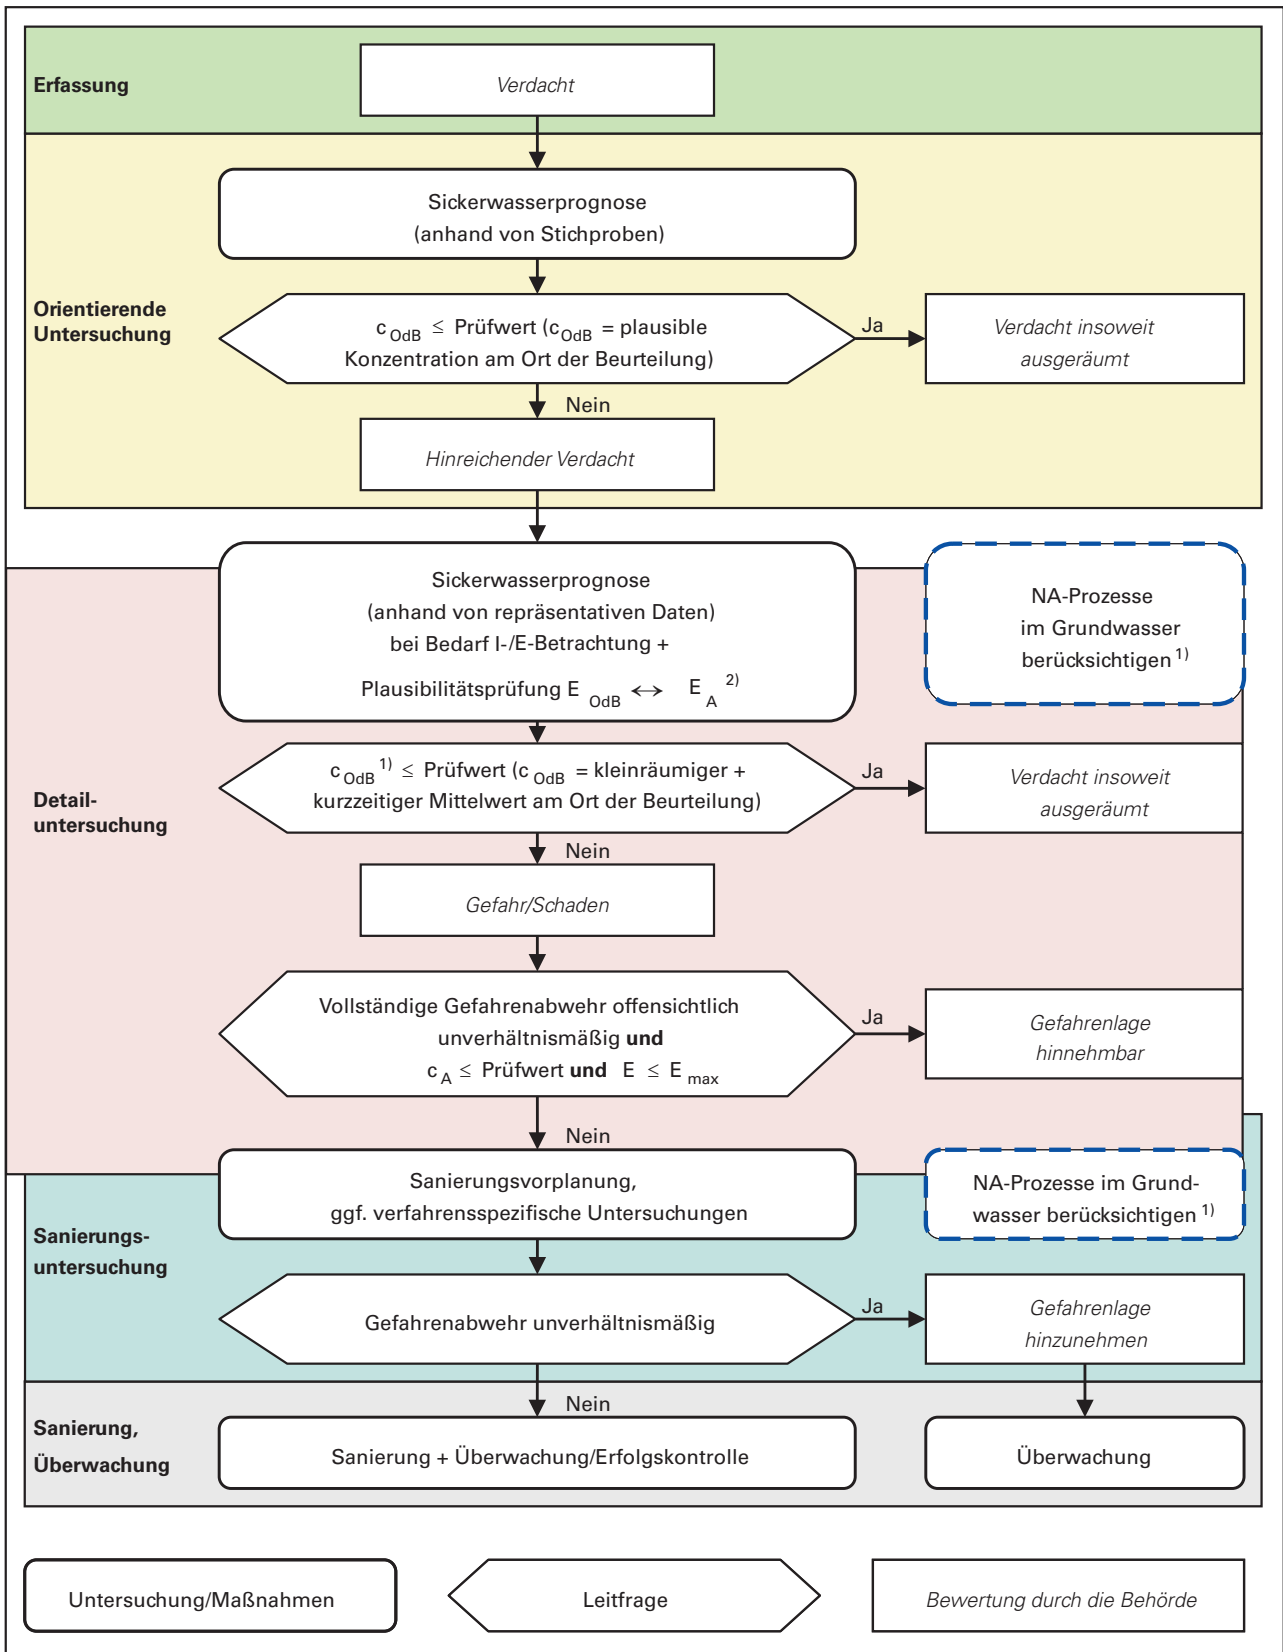 Erfassung
Verdacht
Sickerwasserprognose
(anhand von Stichproben)
Orientierende
Untersuchung
c OdB ≤ Prüfwert (c OdB = plausible
Konzentration am Ort der Beurteilung)
Ja
Verdacht insoweit
ausgeräumt
Nein
Hinreichender Verdacht
Sickerwasserprognose
(anhand von repräsentativen Daten)
bei Bedarf I-/E-Betrachtung +
Plausibilitätsprüfung E OdB ↔ E A 2)
NA-Prozesse
im Grundwasser
berücksichtigen 1)
Detail-
untersuchung
c OdB 1) ≤ Prüfwert (c OdB = kleinräumiger +
kurzzeitiger Mittelwert am Ort der Beurteilung)
Ja
Verdacht insoweit
ausgeräumt
Nein
Gefahr/Schaden
Vollständige Gefahrenabwehr offensichtlich
unverhältnismäßig und
c A ≤ Prüfwert und E ≤ E max
Ja
Gefahrenlage
hinnehmbar
Nein
Sanierungsvorplanung,
ggf. verfahrensspezifische Untersuchungen
NA-Prozesse im Grund-
wasser berücksichtigen 1)
Sanierungs-
untersuchung
Gefahrenabwehr unverhältnismäßig
Ja
Gefahrenlage
hinzunehmen
Nein
Sanierung,
Überwachung
Sanierung + Überwachung/Erfolgskontrolle
Überwachung
Untersuchung/Maßnahmen
Leitfrage
Bewertung durch die Behörde